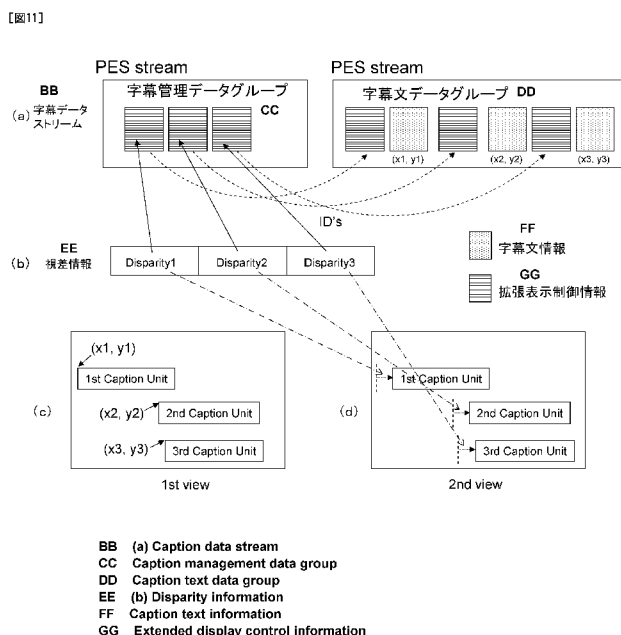 [図11]
PES stream
PES stream
BB
字幕管理データグループ
CC
字幕文データグループ DD
(a) 字幕データ
ストリーム
(x1, y1)
(x2, y2)
(x3, y3)
ID's
FF
字幕文情報
EE
(b) 視差情報
Disparity1
Disparity2
Disparity3
GG
拡張表示制御情報
(x1, y1)
1st Caption Unit
1st Caption Unit
(c)
(x2, y2)
2nd Caption Unit
(d)
2nd Caption Unit
(x3, y3)
3rd Caption Unit
3rd Caption Unit
1st view
2nd view
BB (a) Caption data stream
CC Caption management data group
DD Caption text data group
EE (b) Disparity information
FF Caption text information
GG Extended display control information